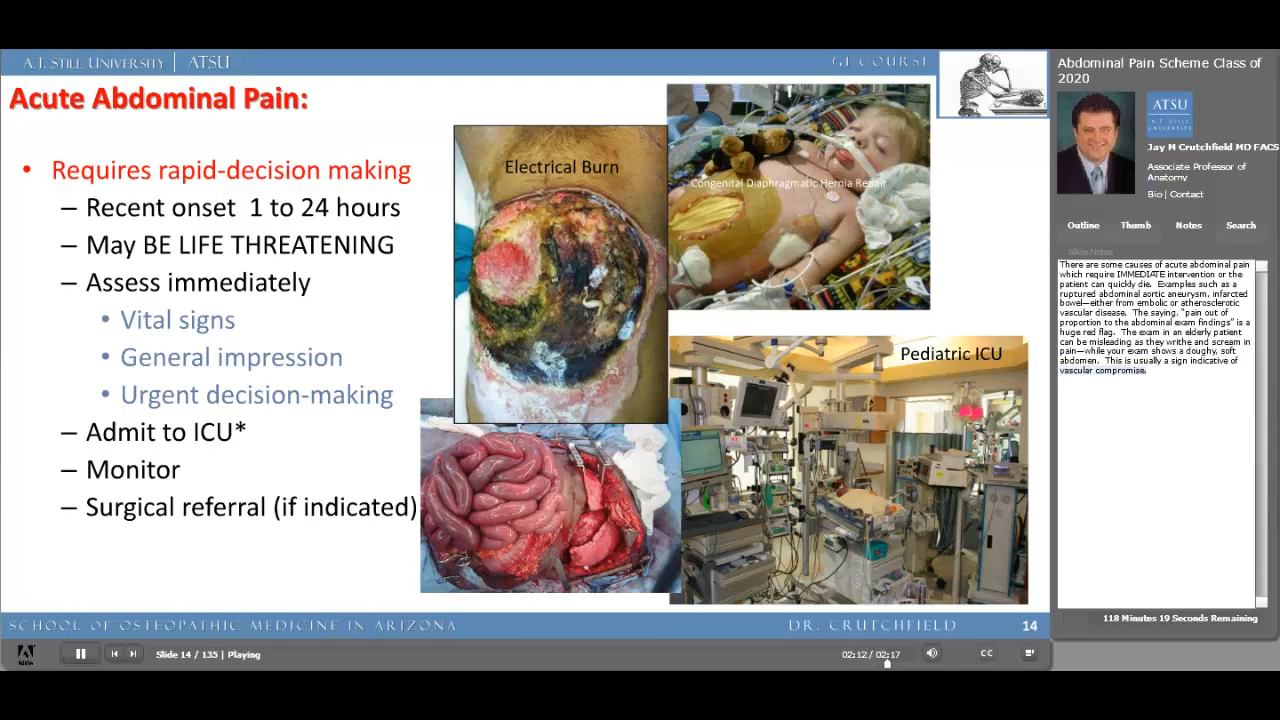 A.T. STILL UNIVERSITY | ATSU
GI COURSE
Acute Abdominal Pain:
• Requires rapid-decision making
– Recent onset 1 to 24 hours
– May BE LIFE THREATENING
– Assess immediately
• Vital signs
• General impression
• Urgent decision-making
– Admit to ICU*
– Monitor
– Surgical referral (if indicated)
Electrical Burn
Congenital Diaphragmatic Hernia Repair
Pediatric ICU
SCHOOL OF OSTEOPATHIC MEDICINE IN ARIZONA
DR. CRUTCHFIELD
14
Abdominal Pain Scheme Class of
2020
ATSU
A.T. STILL
UNIVERSITY
Jay M Crutchfield MD FACS
Associate Professor of
Anatomy
Bio | Contact
Outline Thumb Notes Search
Slide Notes
There are some causes of acute abdominal pain
which require IMMEDIATE intervention or the
patient can quickly die. Examples such as a
ruptured abdominal aortic aneurysm, infarcted
bowel—either from embolic or atherosclerotic
vascular disease. The saying, “pain out of
proportion to the abdominal exam findings” is a
huge red flag. The exam in an elderly patient
can be misleading as they writhe and scream in
pain—while your exam shows a doughy, soft
abdomen. This is usually a sign indicative of
vascular compromise.
118 Minutes 19 Seconds Remaining
Slide 14 / 135 | Playing
02:12 / 02:17
CC